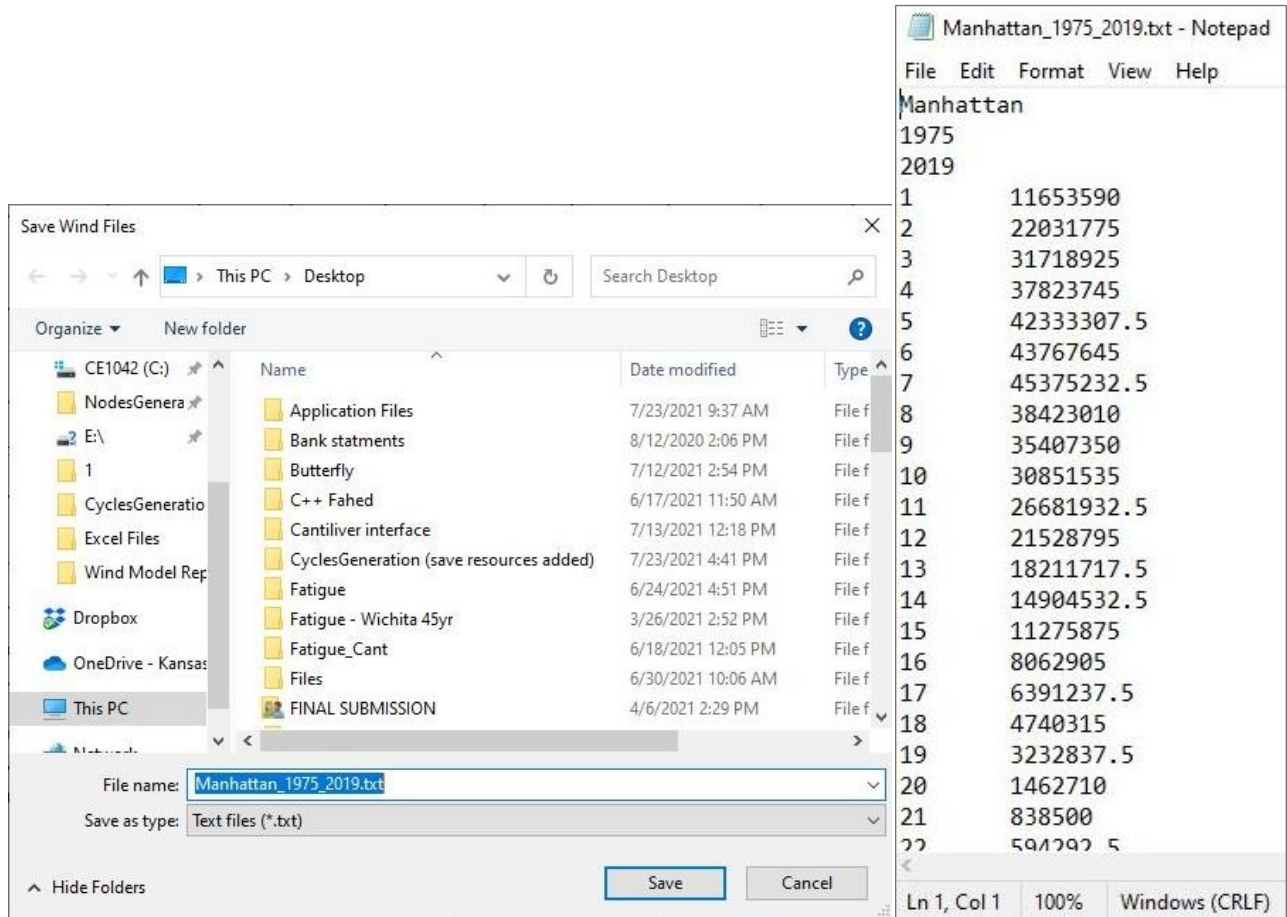 Save Wind Files
This PC > Desktop
Search Desktop
Organize
New folder
CE1042 (C:)
NodesGenera
E:\
1
CyclesGeneratio
Excel Files
Wind Model Rep
Dropbox
OneDrive - Kansas
This PC
Network
Name Date modified Type
Application Files 7/23/2021 9:37 AM File f
Bank statments 8/12/2020 2:06 PM File f
Butterfly 7/12/2021 2:54 PM File f
C++ Fahed 6/17/2021 11:50 AM File f
Cantiliver interface 7/13/2021 12:18 PM File f
CyclesGeneration (save resources added) 7/23/2021 4:41 PM File f
Fatigue 6/24/2021 4:51 PM File f
Fatigue - Wichita 45yr 3/26/2021 2:52 PM File f
Fatigue_Cant 6/18/2021 12:05 PM File f
Files 6/30/2021 10:06 AM File f
FINAL SUBMISSION 4/6/2021 2:29 PM File f
File name: Manhattan_1975_2019.txt
Save as type: Text files (*.txt)
Hide Folders
Save
Cancel
Manhattan_1975_2019.txt - Notepad
File Edit Format View Help
Manhattan
1975
2019
1 11653590
2 22031775
3 31718925
4 37823745
5 42333307.5
6 43767645
7 45375232.5
8 38423010
9 35407350
10 30851535
11 26681932.5
12 21528795
13 18211717.5
14 14904532.5
15 11275875
16 8062905
17 6391237.5
18 4740315
19 3232837.5
20 1462710
21 838500
22 594292.5
Ln 1, Col 1 100% Windows (CRLF)